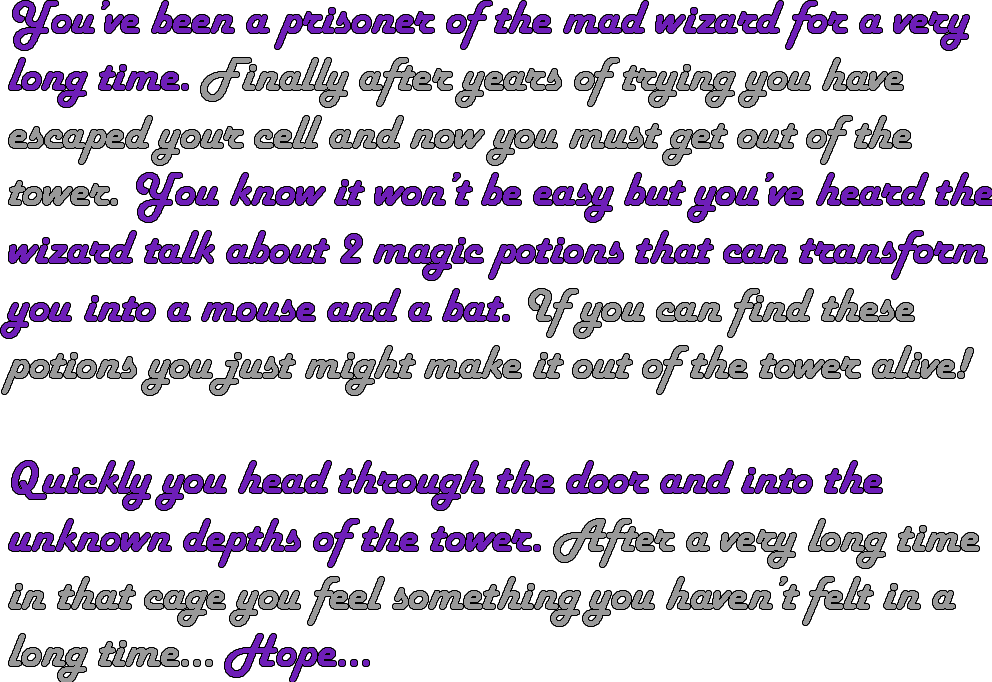 You've been a prisoner of the mad wizard for a very
long time. Finally after years of trying you have
escaped your cell and now you must get out of the
tower. You know it won't be easy but you've heard the
wizard talk about 2 magic potions that can transform
you into a mouse and a bat. If you can find these
potions you just might make it out of the tower alive!
Quickly you head through the door and into the
unknown depths of the tower. After a very long time
in that cage you feel something you haven't felt in a
long time... Hope...